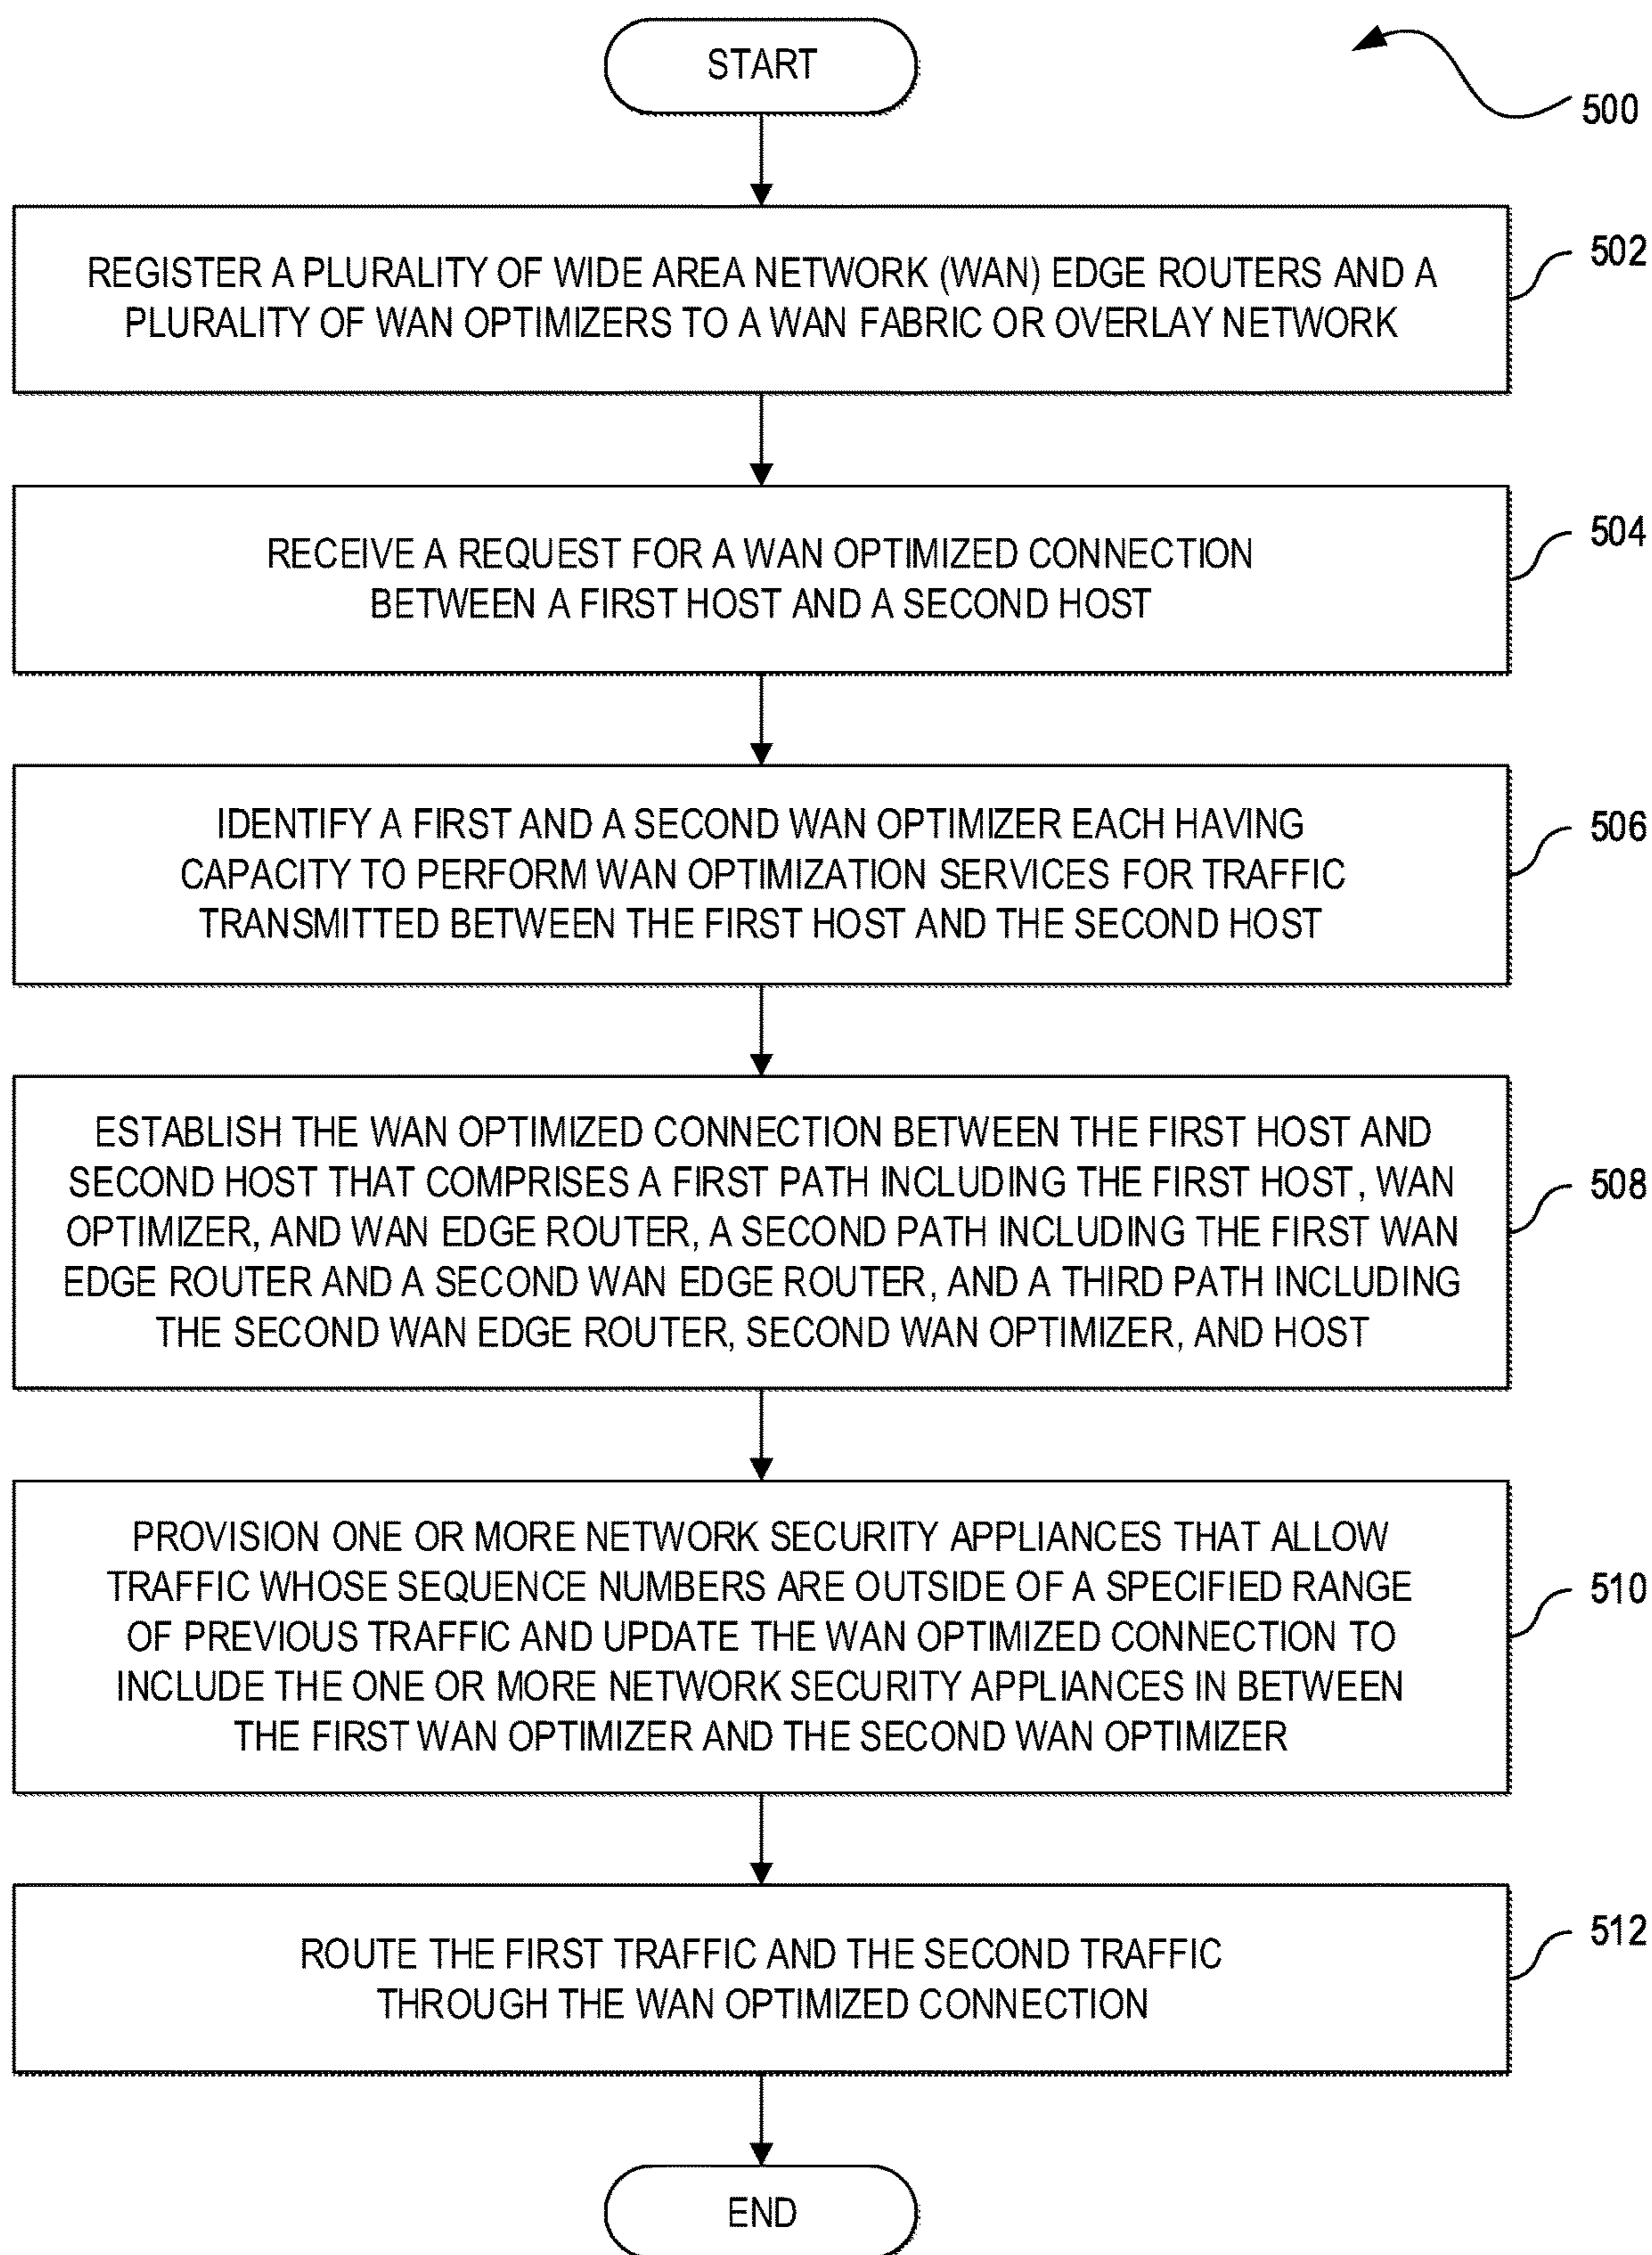 START
500
REGISTER A PLURALITY OF WIDE AREA NETWORK (WAN) EDGE ROUTERS AND A
PLURALITY OF WAN OPTIMIZERS TO A WAN FABRIC OR OVERLAY NETWORK
502
RECEIVE A REQUEST FOR A WAN OPTIMIZED CONNECTION
BETWEEN A FIRST HOST AND A SECOND HOST
504
IDENTIFY A FIRST AND A SECOND WAN OPTIMIZER EACH HAVING
CAPACITY TO PERFORM WAN OPTIMIZATION SERVICES FOR TRAFFIC
TRANSMITTED BETWEEN THE FIRST HOST AND THE SECOND HOST
506
ESTABLISH THE WAN OPTIMIZED CONNECTION BETWEEN THE FIRST HOST AND
SECOND HOST THAT COMPRISES A FIRST PATH INCLUDING THE FIRST HOST, WAN
OPTIMIZER, AND WAN EDGE ROUTER, A SECOND PATH INCLUDING THE FIRST WAN
EDGE ROUTER AND A SECOND WAN EDGE ROUTER, AND A THIRD PATH INCLUDING
THE SECOND WAN EDGE ROUTER, SECOND WAN OPTIMIZER, AND HOST
508
PROVISION ONE OR MORE NETWORK SECURITY APPLIANCES THAT ALLOW
TRAFFIC WHOSE SEQUENCE NUMBERS ARE OUTSIDE OF A SPECIFIED RANGE
OF PREVIOUS TRAFFIC AND UPDATE THE WAN OPTIMIZED CONNECTION TO
INCLUDE THE ONE OR MORE NETWORK SECURITY APPLIANCES IN BETWEEN
THE FIRST WAN OPTIMIZER AND THE SECOND WAN OPTIMIZER
510
ROUTE THE FIRST TRAFFIC AND THE SECOND TRAFFIC
THROUGH THE WAN OPTIMIZED CONNECTION
512
END